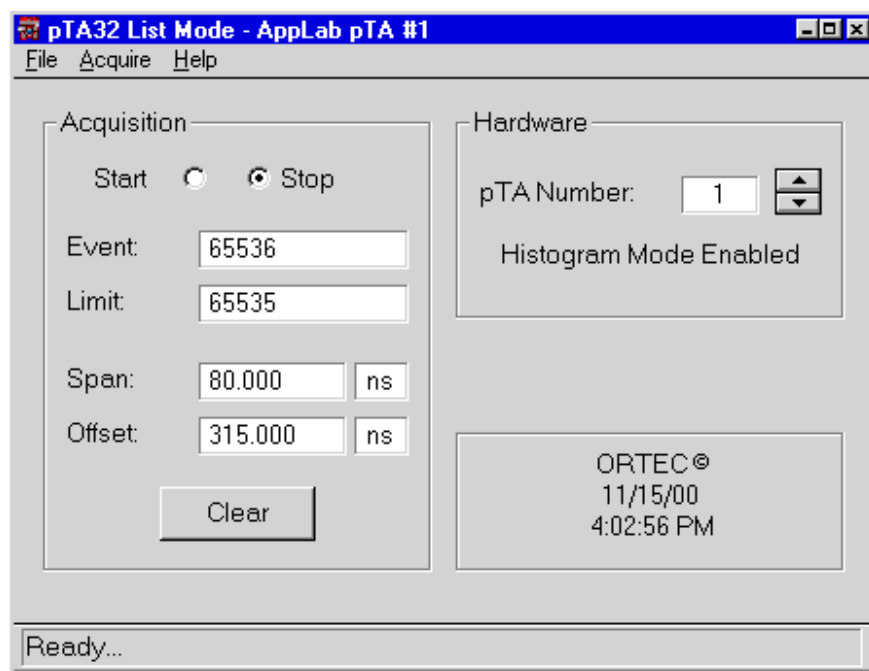 pTA32 List Mode - AppLab pTA #1
File Acquire Help
Acquisition
Start Stop
Event: 65536
Limit: 65535
Span: 80.000 ns
Offset: 315.000 ns
Clear
Hardware
pTA Number: 1
Histogram Mode Enabled
ORTEC©
11/15/00
4:02:56 PM
Ready...